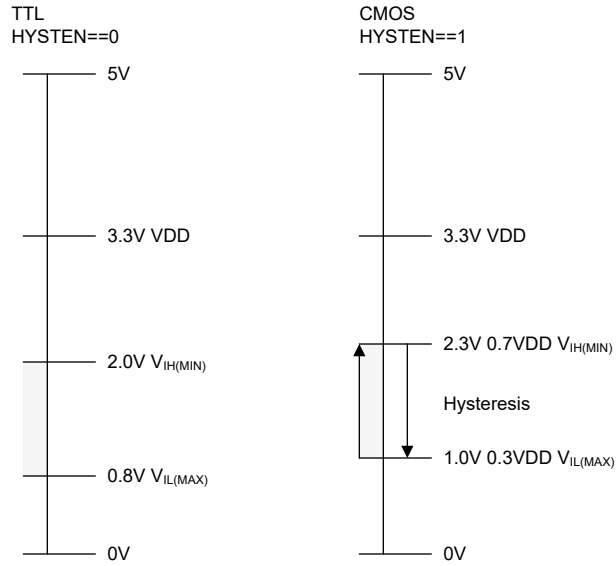 TTL
HYSTEN==0
5V
3.3V VDD
2.0V VIH(MIN)
0.8V VIL(MAX)
0V
CMOS
HYSTEN==1
5V
3.3V VDD
2.3V 0.7VDD VIH(MIN)
Hysteresis
1.0V 0.3VDD VIL(MAX)
0V